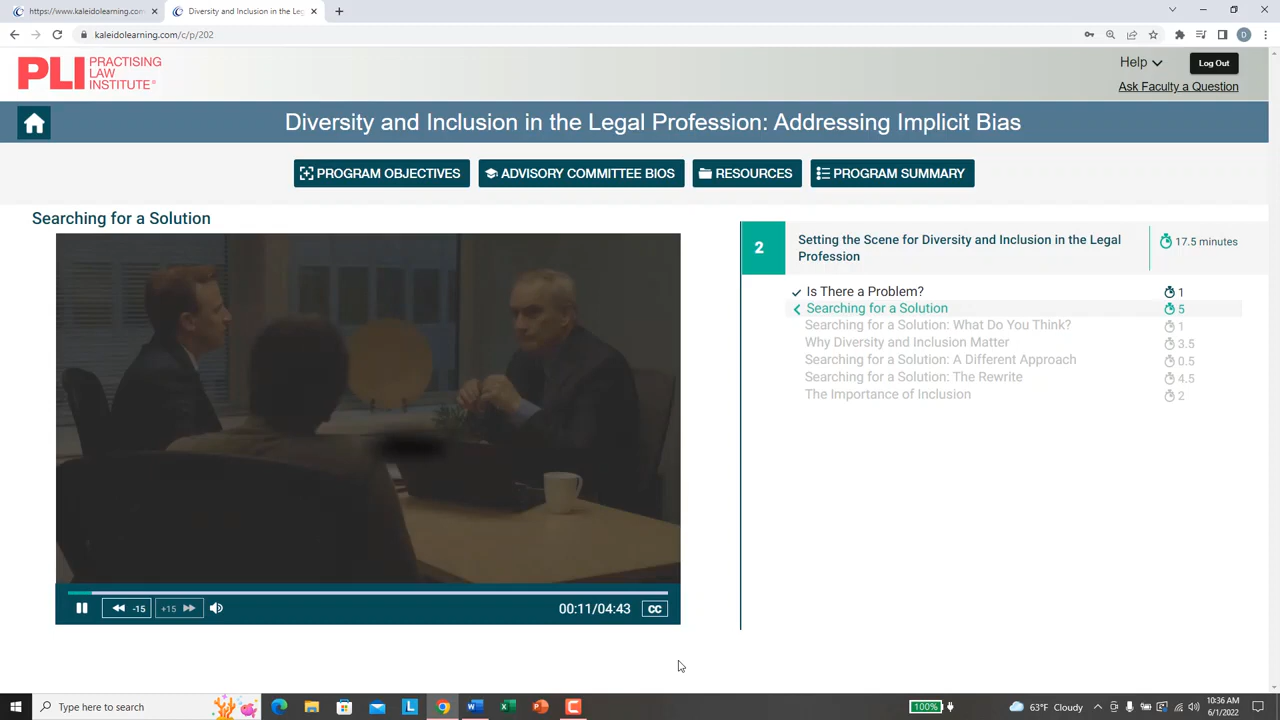 https://www.kaleidolearning.com/
Diversity and Inclusion in the Leg
kaleidolearning.com/c/p/202
D
PLI PRACTISING
LAW
INSTITUTE®
Help
Log Out
Ask Faculty a Question
Diversity and Inclusion in the Legal Profession: Addressing Implicit Bias
PROGRAM OBJECTIVES
ADVISORY COMMITTEE BIOS
RESOURCES
PROGRAM SUMMARY
Searching for a Solution
2
Setting the Scene for Diversity and Inclusion in the Legal
Profession
17.5 minutes
Is There a Problem? 1
Searching for a Solution 5
Searching for a Solution: What Do You Think? 1
Why Diversity and Inclusion Matter 3.5
Searching for a Solution: A Different Approach 0.5
Searching for a Solution: The Rewrite 4.5
The Importance of Inclusion 2
-15
+15
00:11/04:43
CC
Type here to search
L
100%
63°F Cloudy
10:36 AM
6/1/2022